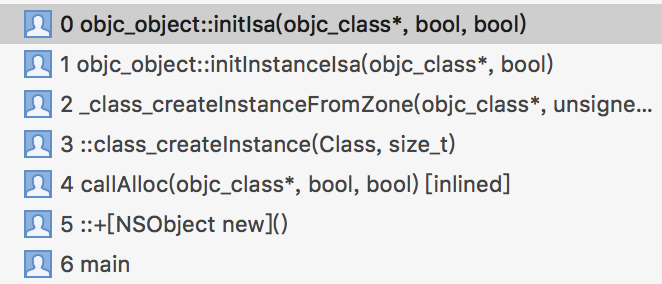 0 objc_object::initIsa(objc_class*, bool, bool)
1 objc_object::initInstanceIsa(objc_class*, bool)
2 _class_createInstanceFromZone(objc_class*, unsigne...
3 ::class_createInstance(Class, size_t)
4 callAlloc(objc_class*, bool, bool) [inlined]
5 ::+[NSObject new]()
6 main